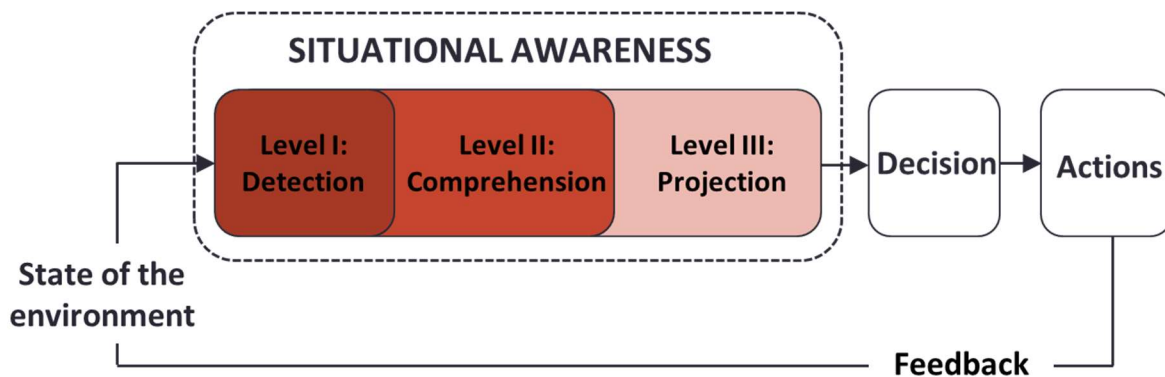 SITUATIONAL AWARENESS
Level I:
Detection
Level II:
Comprehension
Level III:
Projection
Decision
Actions
State of the
environment
Feedback